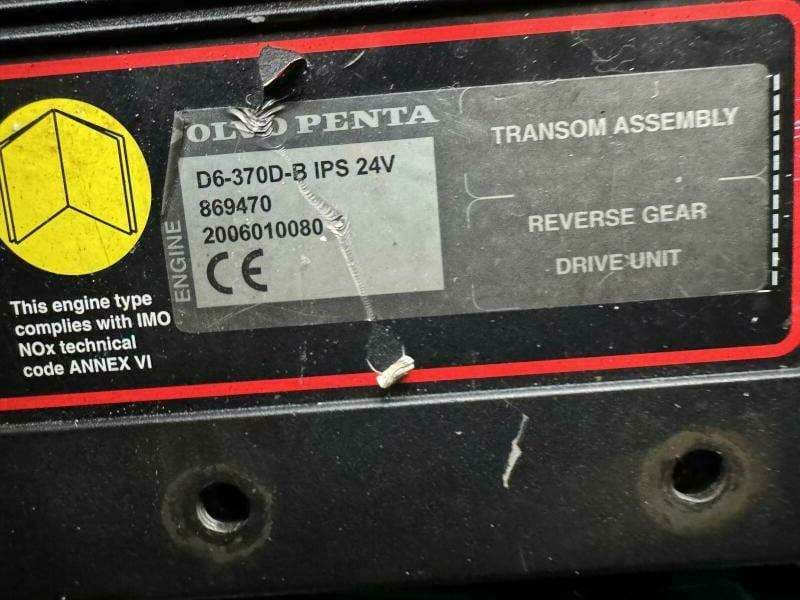 OLVO PENTA
ENGINE
D6-370D-B IPS 24V
869470
2006010080
CE
TRANSOM ASSEMBLY
REVERSE GEAR
DRIVE UNIT
This engine type
complies with IMO
NOx technical
code ANNEX VI